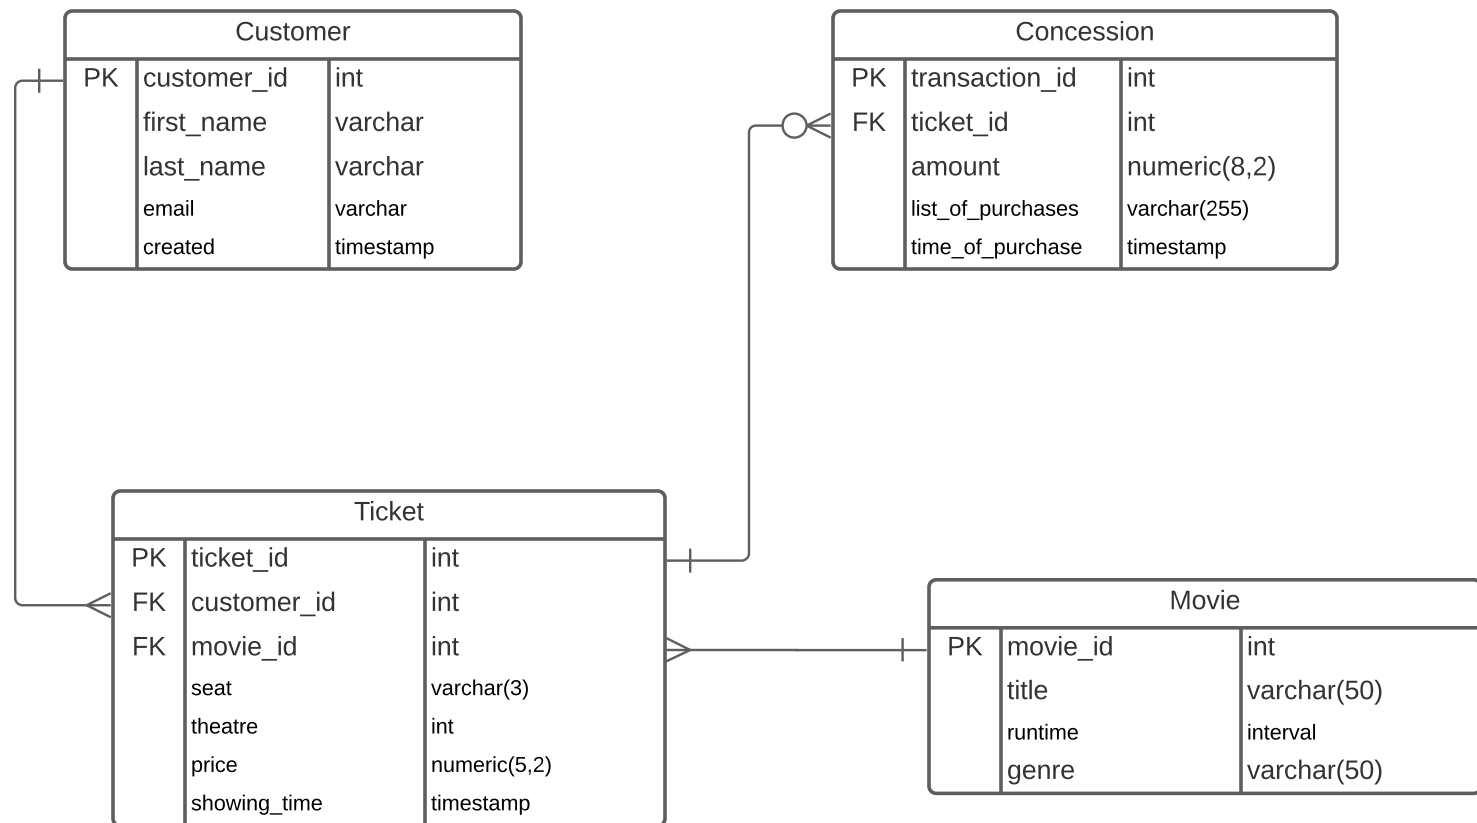 Customer
PK customer_id int
first_name varchar
last_name varchar
email varchar
created timestamp
Concession
PK transaction_id int
FK ticket_id int
amount numeric(8,2)
list_of_purchases varchar(255)
time_of_purchase timestamp
Ticket
PK ticket_id int
FK customer_id int
FK movie_id int
seat varchar(3)
theatre int
price numeric(5,2)
showing_time timestamp
Movie
PK movie_id int
title varchar(50)
runtime interval
genre varchar(50)